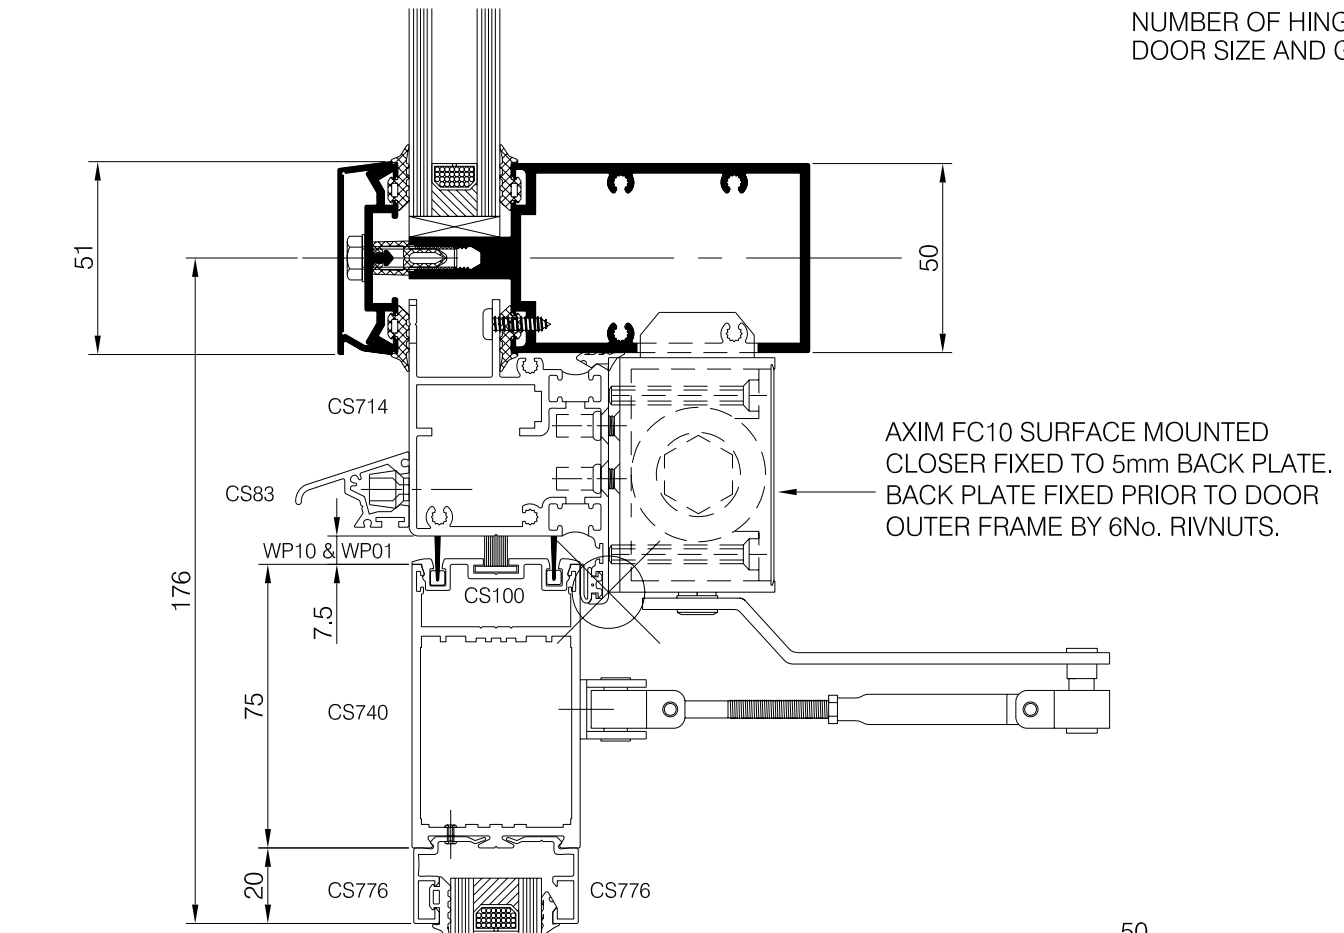 NUMBER OF HING
DOOR SIZE AND G
51
50
176
CS714
AXIM FC10 SURFACE MOUNTED
CLOSER FIXED TO 5mm BACK PLATE.
BACK PLATE FIXED PRIOR TO DOOR
OUTER FRAME BY 6No. RIVNUTS.
CS83
WP10 & WP01
CS100
7.5
75
CS740
20
CS776
CS776
50